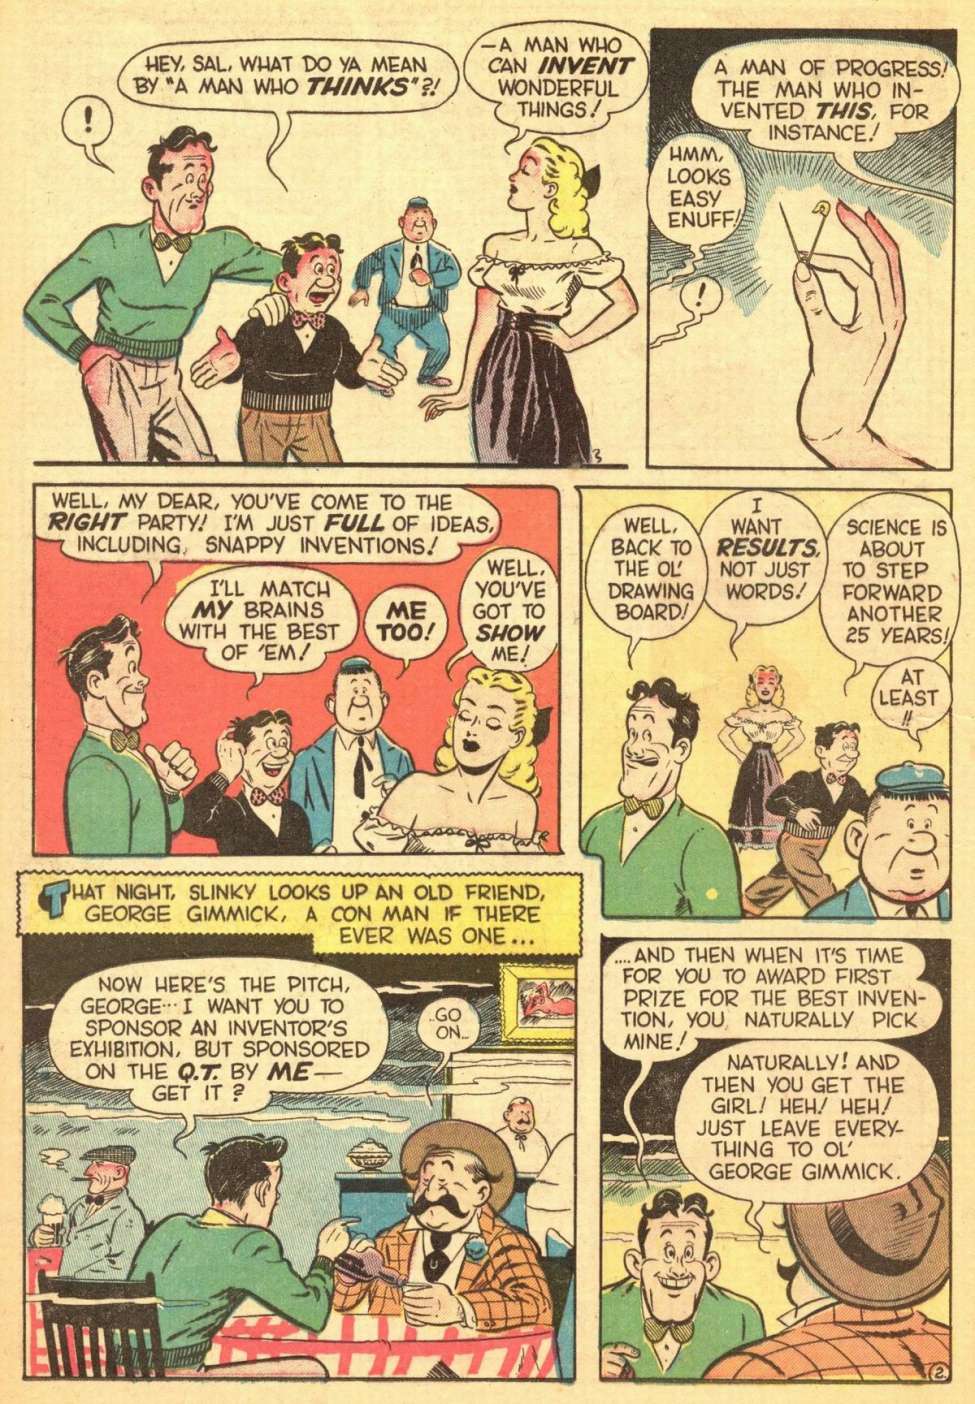 !
HEY, SAL, WHAT DO YA MEAN
BY "A MAN WHO THINKS"?!
—A MAN WHO
CAN INVENT
WONDERFUL
THINGS!
3
A MAN OF PROGRESS!
THE MAN WHO IN-
VENTED THIS, FOR
INSTANCE!
HMM,
LOOKS
EASY
ENUFF!
!
WELL, MY DEAR, YOU'VE COME TO THE
RIGHT PARTY! I'M JUST FULL OF IDEAS,
INCLUDING, SNAPPY INVENTIONS!
I'LL MATCH
MY BRAINS
WITH THE BEST
OF 'EM!
ME
TOO!
WELL,
YOU'VE
GOT TO
SHOW
ME!
WELL,
BACK TO
THE OL'
DRAWING
BOARD!
I
WANT
RESULTS,
NOT JUST
WORDS!
SCIENCE IS
ABOUT
TO STEP
FORWARD
ANOTHER
25 YEARS!
AT
LEAST
!!
THAT NIGHT, SLINKY LOOKS UP AN OLD FRIEND,
GEORGE GIMMICK, A CON MAN IF THERE
EVER WAS ONE...
NOW HERE'S THE PITCH,
GEORGE... I WANT YOU TO
SPONSOR AN INVENTOR'S
EXHIBITION, BUT SPONSORED
ON THE Q.T. BY ME—
GET IT?
..GO
ON...
U
....AND THEN WHEN IT'S TIME
FOR YOU TO AWARD FIRST
PRIZE FOR THE BEST INVEN-
TION, YOU, NATURALLY PICK
MINE!
NATURALLY! AND
THEN YOU GET THE
GIRL! HEH! HEH!
JUST LEAVE EVERY-
THING TO OL'
GEORGE GIMMICK.
2.